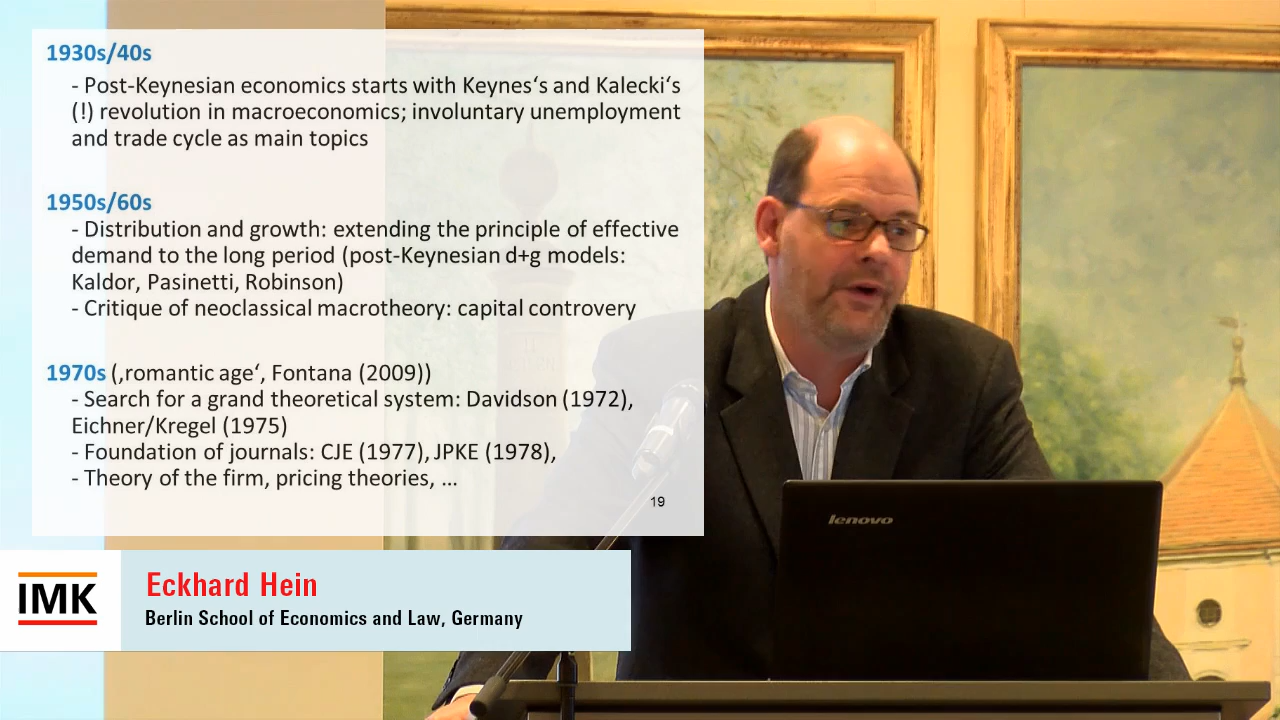 1930s/40s
- Post-Keynesian economics starts with Keynes‘s and Kalecki‘s
(!) revolution in macroeconomics; involuntary unemployment
and trade cycle as main topics
1950s/60s
- Distribution and growth: extending the principle of effective
demand to the long period (post-Keynesian d+g models:
Kaldor, Pasinetti, Robinson)
- Critique of neoclassical macrotheory: capital controvery
1970s (‚romantic age‘, Fontana (2009))
- Search for a grand theoretical system: Davidson (1972),
Eichner/Kregel (1975)
- Foundation of journals: CJE (1977), JPKE (1978),
- Theory of the firm, pricing theories, ...
19
lenovo
IMK
Eckhard Hein
Berlin School of Economics and Law, Germany